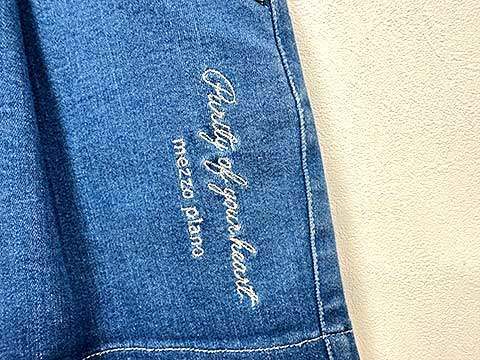 Purity of your heart.
mezzo piano